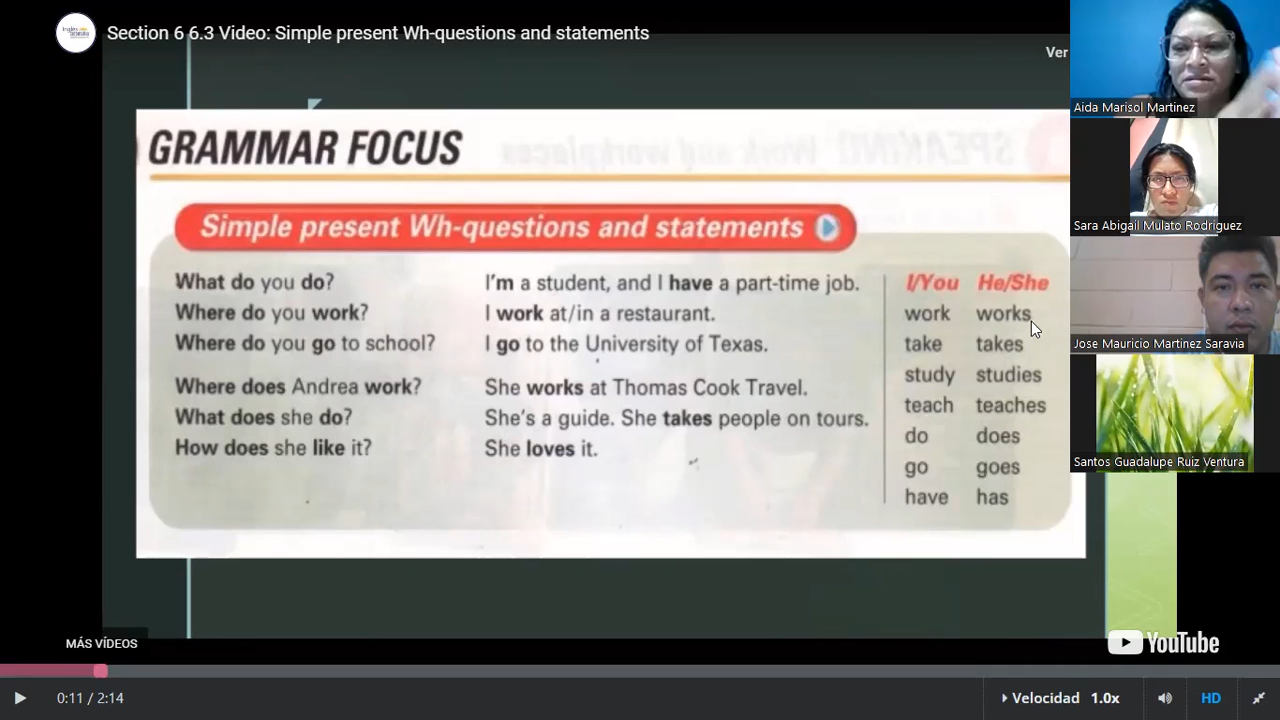 Section 6 6.3 Video: Simple present Wh-questions and statements
Ver
GRAMMAR FOCUS
SPEAKING Work and workplaces
Simple present Wh-questions and statements
What do you do? I'm a student, and I have a part-time job.
Where do you work? I work at/in a restaurant.
Where do you go to school? I go to the University of Texas.
Where does Andrea work? She works at Thomas Cook Travel.
What does she do? She's a guide. She takes people on tours.
How does she like it? She loves it.
I/You He/She
work works
take takes
study studies
teach teaches
do does
go goes
have has
Aida Marisol Martinez
Sara Abigail Mulato Rodriguez
Jose Mauricio Martinez Saravia
Santos Guadalupe Ruiz Ventura
MÁS VÍDEOS
YouTube
0:11 / 2:14
Velocidad 1.0x
HD